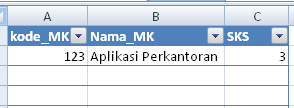 A B C
kode_MK Nama_MK SKS
123 Aplikasi Perkantoran 3